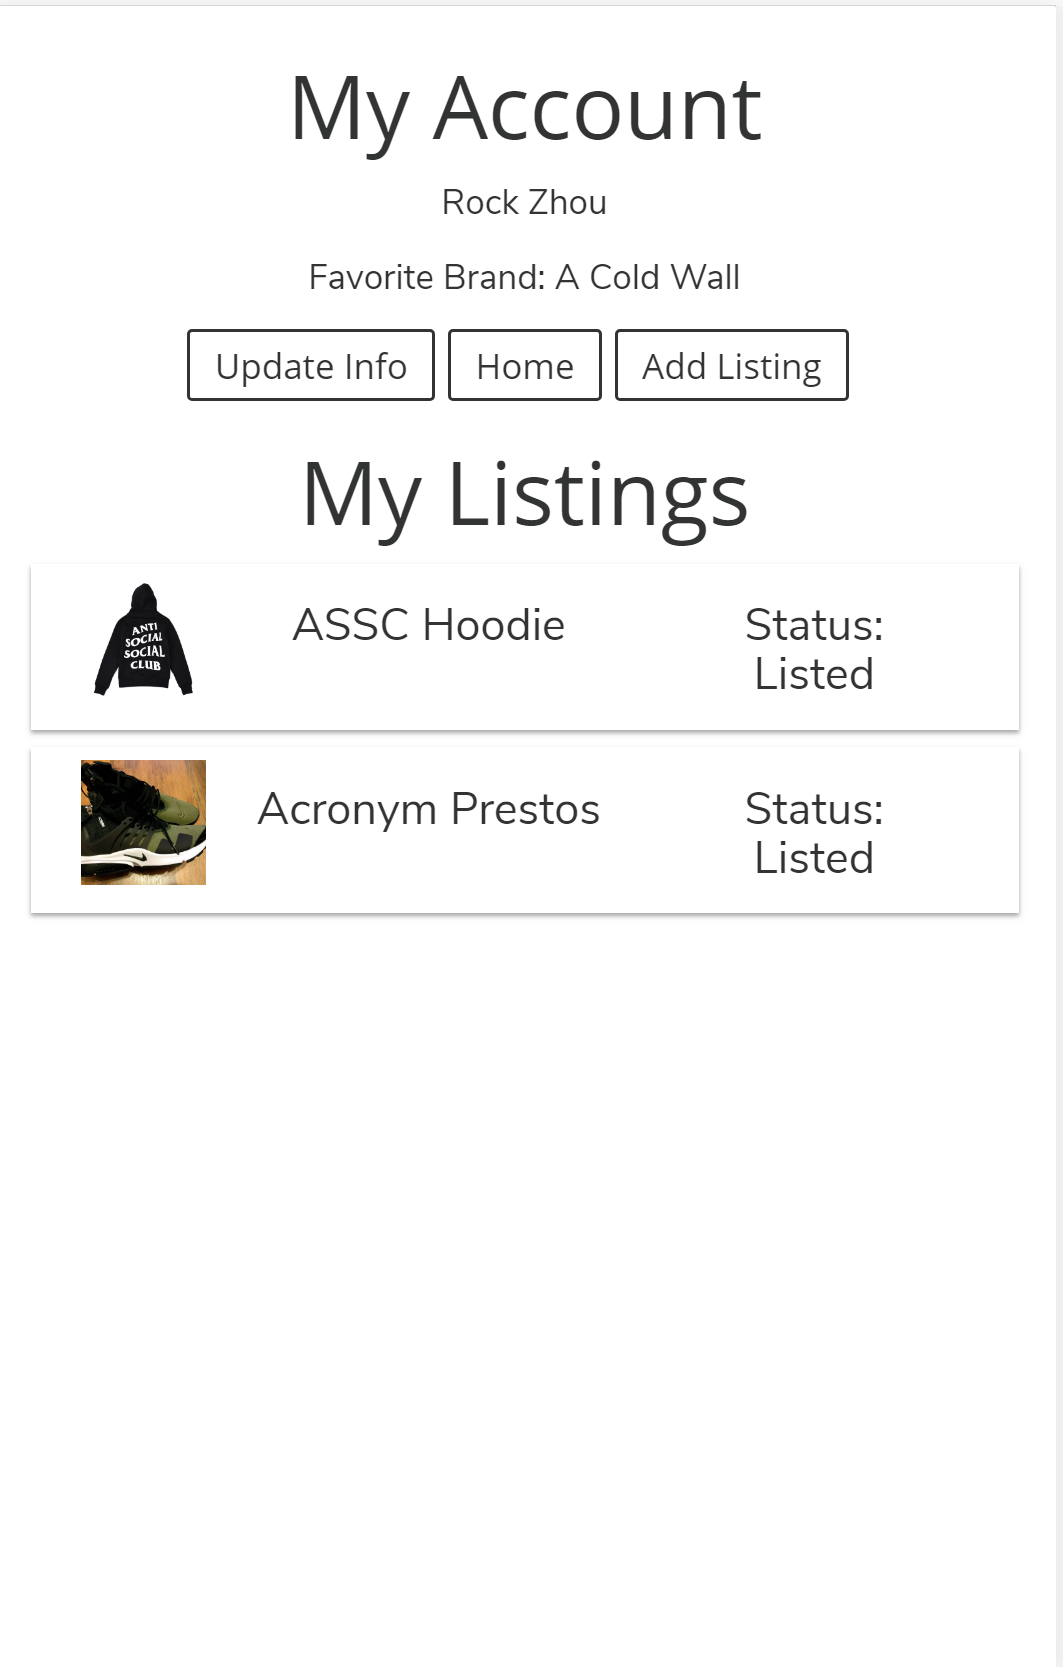 My Account
Rock Zhou
Favorite Brand: A Cold Wall
Update Info Home Add Listing
My Listings
ANTI
SOCIAL
SOCIAL
CLUB
ASSC Hoodie
Status:
Listed
Acronym Prestos
Status:
Listed